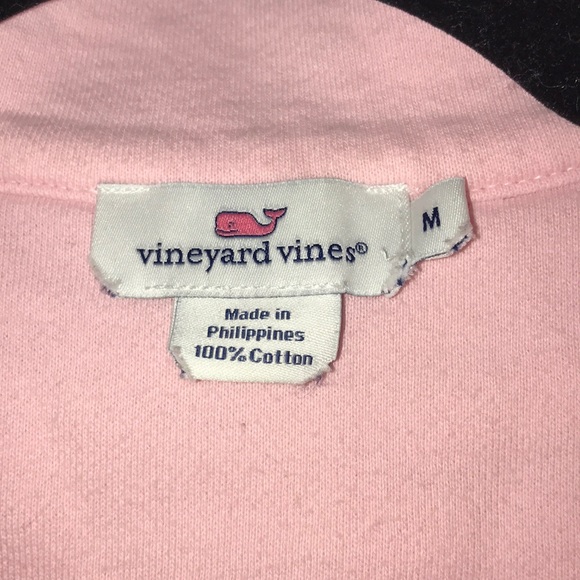 vineyard vines®
M
Made in
Philippines
100% Cotton